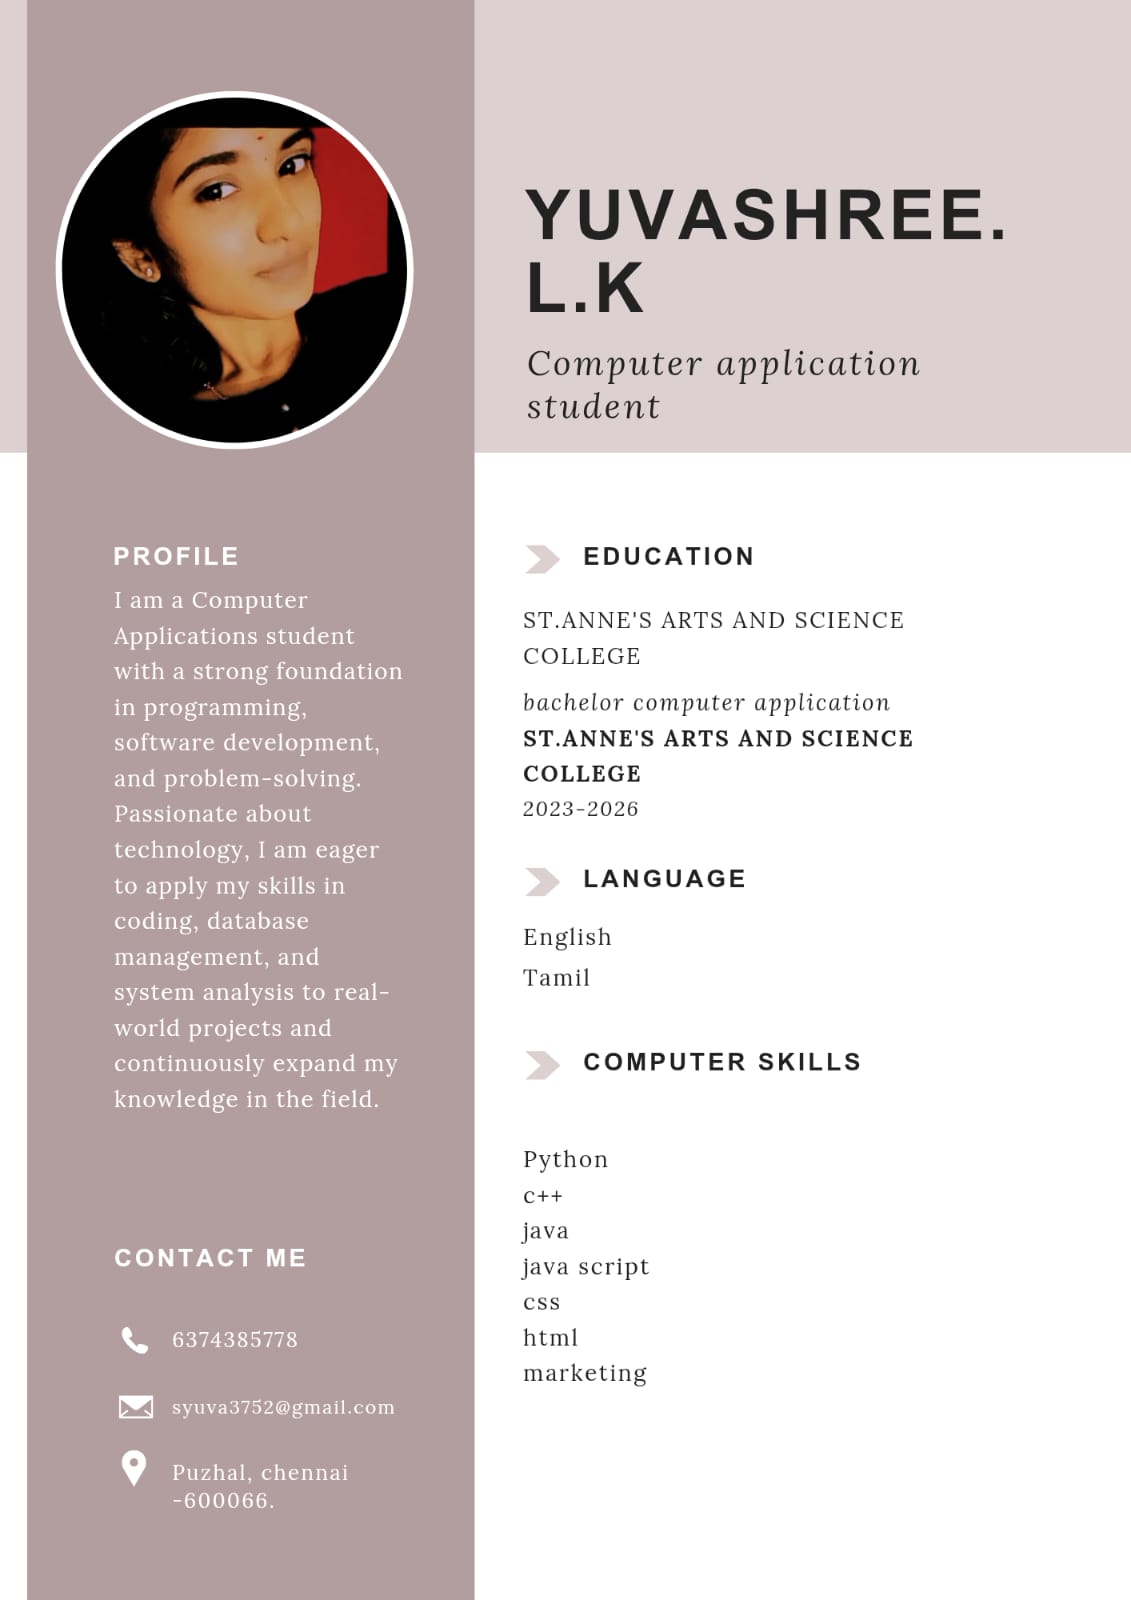 YUVASHREE.
L.K
Computer application
student
PROFILE
I am a Computer
Applications student
with a strong foundation
in programming,
software development,
and problem-solving.
Passionate about
technology, I am eager
to apply my skills in
coding, database
management, and
system analysis to real-
world projects and
continuously expand my
knowledge in the field.
CONTACT ME
6374385778
syuva3752@gmail.com
Puzhal, chennai
-600066.
EDUCATION
ST.ANNE'S ARTS AND SCIENCE
COLLEGE
bachelor computer application
ST.ANNE'S ARTS AND SCIENCE
COLLEGE
2023-2026
LANGUAGE
English
Tamil
COMPUTER SKILLS
Python
c++
java
java script
css
html
marketing